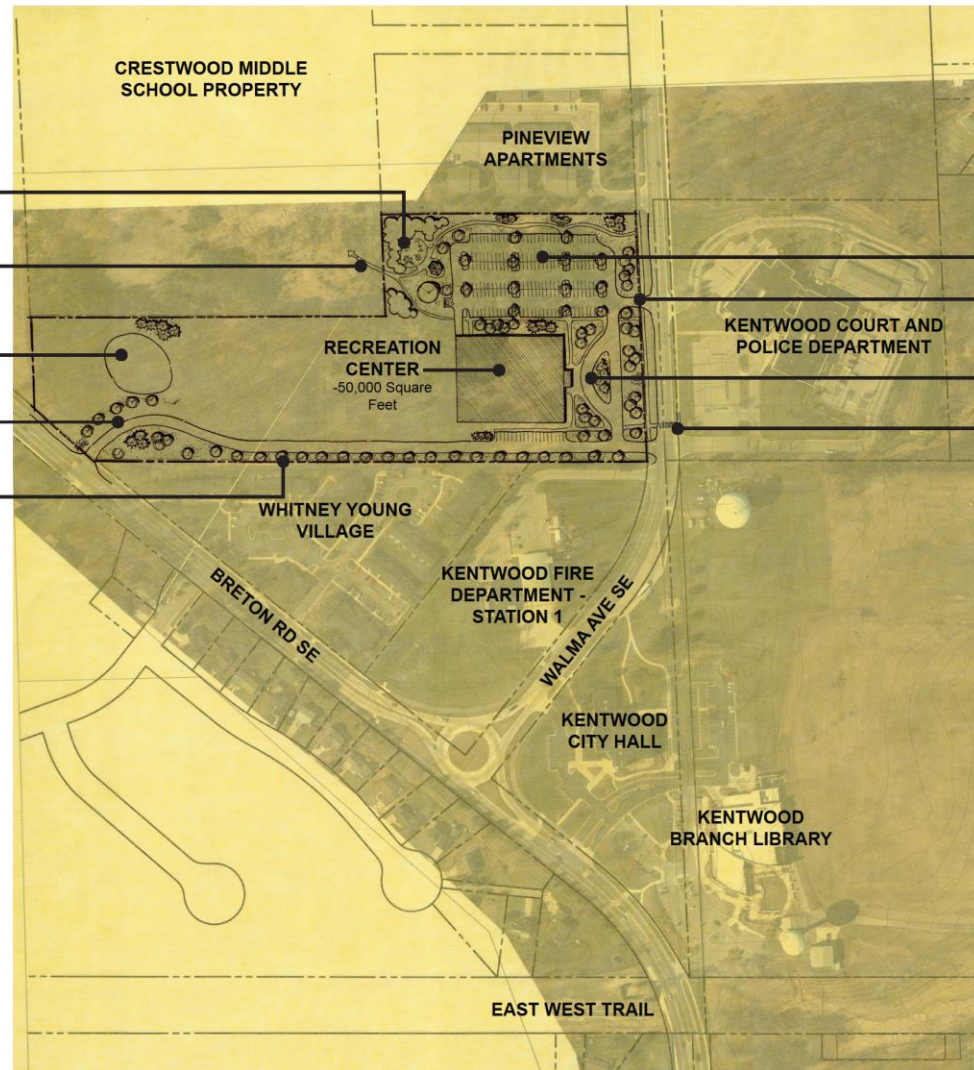 CRESTWOOD MIDDLE
SCHOOL PROPERTY
PINEVIEW
APARTMENTS
KENTWOOD COURT AND
POLICE DEPARTMENT
RECREATION
CENTER
-50,000 Square
Feet
WHITNEY YOUNG
VILLAGE
BRETON RD SE
KENTWOOD FIRE
DEPARTMENT -
STATION 1
WALMA AVE SE
KENTWOOD
CITY HALL
KENTWOOD
BRANCH LIBRARY
EAST WEST TRAIL